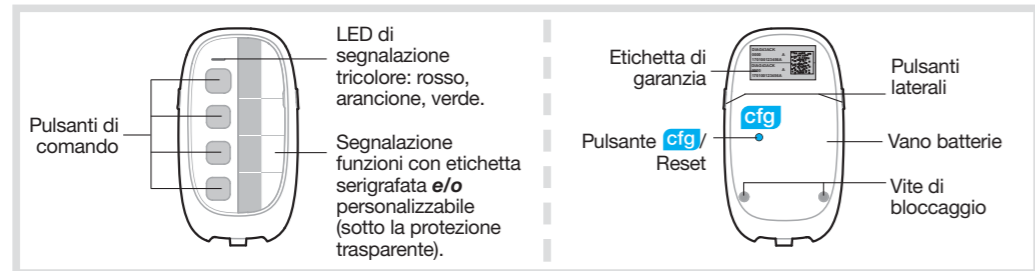 Pulsanti di
comando
LED di
segnalazione
tricolore: rosso,
arancione, verde.
Segnalazione
funzioni con etichetta
serigrafata e/o
personalizzabile
(sotto la protezione
trasparente).
Etichetta di
garanzia
Pulsante cfg/
Reset
cfg
Pulsanti
laterali
Vano batterie
Vite di
bloccaggio